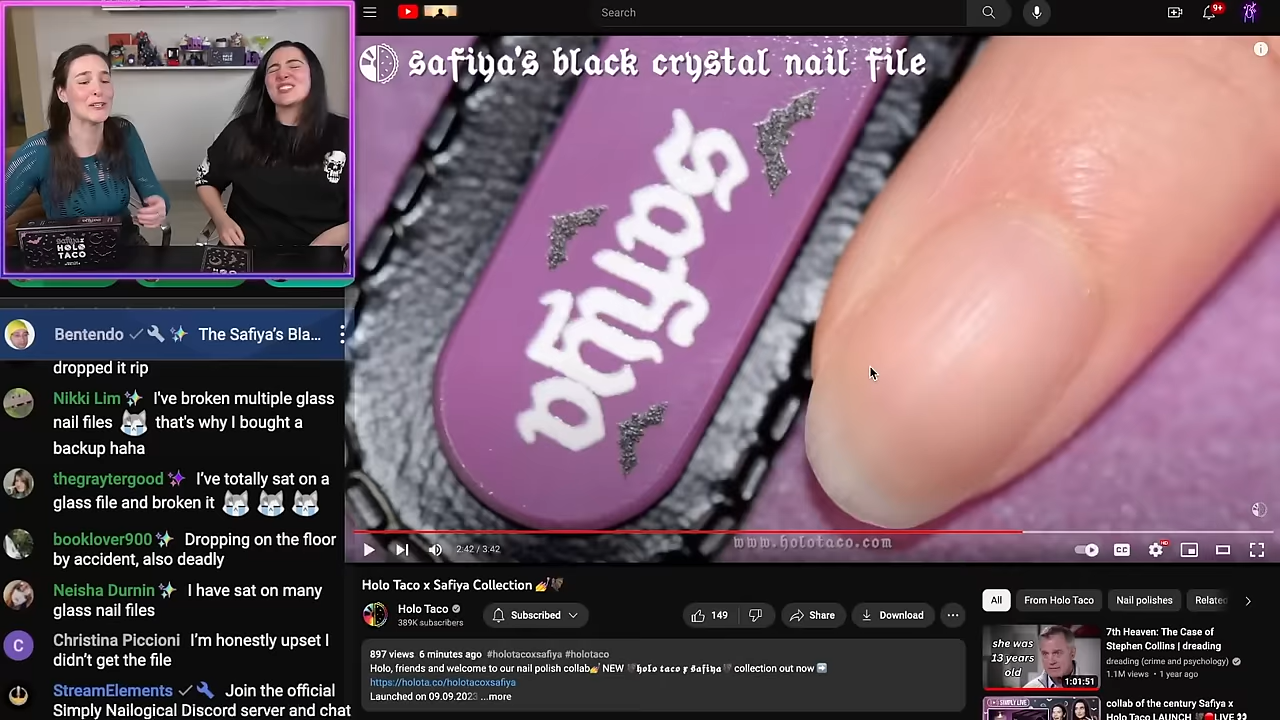 Search
9+
safiya's black crystal nail file
safiya
safiya x
HOLO
TACO
Bentendo The Safiya’s Bla...
dropped it rip
Nikki Lim I've broken multiple glass
nail files that's why I bought a
backup haha
thegraytergood I’ve totally sat on a
glass file and broken it
booklover900 Dropping on the floor
by accident, also deadly
Neisha Durnin I have sat on many
glass nail files
C
Christina Piccioni I’m honestly upset I
didn’t get the file
StreamElements Join the official
Simply Nailogical Discord server and chat
www.holotaco.com
2:42 / 3:42
CC
HD
Holo Taco x Safiya Collection
Holo Taco
389K subscribers
Subscribed
149
Share
Download
...
897 views 6 minutes ago #holotacoxsafiya #holotaco
Holo, friends and welcome to our nail polish collab NEW holo taco x safiya collection out now
https://holota.co/holotacoxsafiya
Launched on 09.09.2023 ...more
All
From Holo Taco
Nail polishes
Relate
she was
13 years
old
1:01:51
7th Heaven: The Case of
Stephen Collins | dreading
dreading (crime and psychology)
1.1M views • 1 year ago
collab of the century Safiya x
Holo Taco LAUNCH LIVE